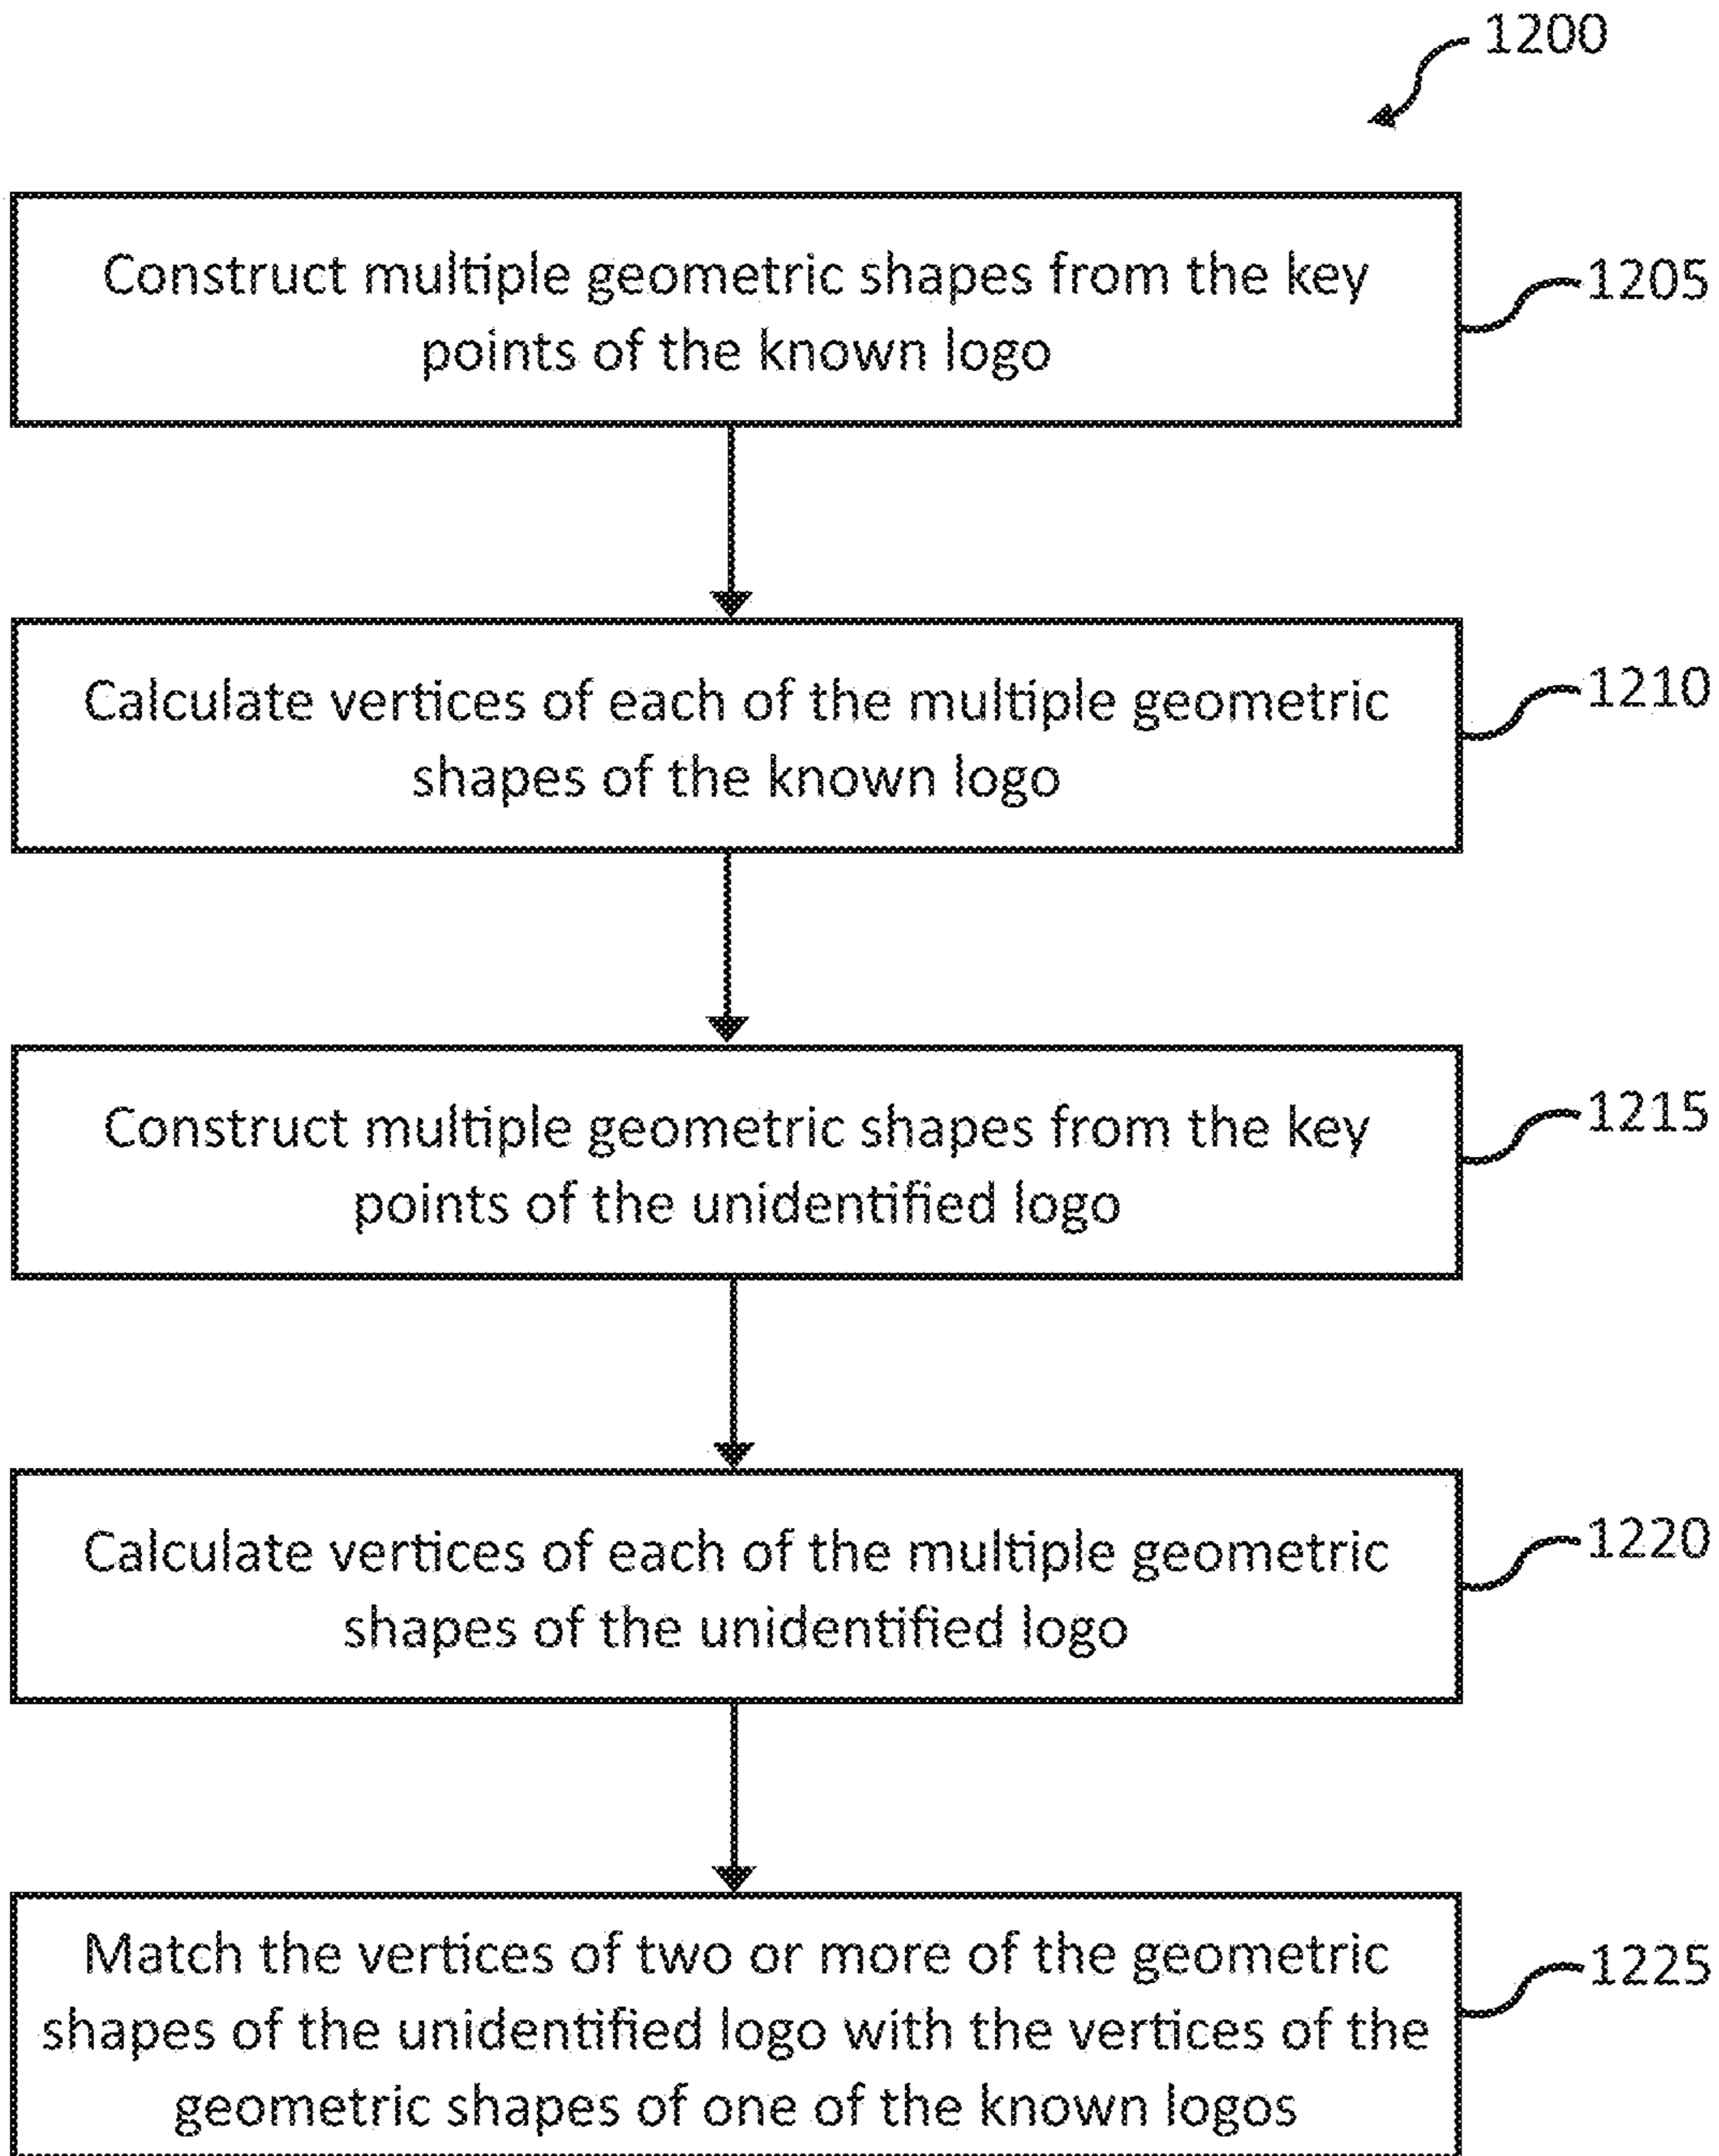 1200
Construct multiple geometric shapes from the key
points of the known logo
1205
Calculate vertices of each of the multiple geometric
shapes of the known logo
1210
Construct multiple geometric shapes from the key
points of the unidentified logo
1215
Calculate vertices of each of the multiple geometric
shapes of the unidentified logo
1220
Match the vertices of two or more of the geometric
shapes of the unidentified logo with the vertices of the
geometric shapes of one of the known logos
1225